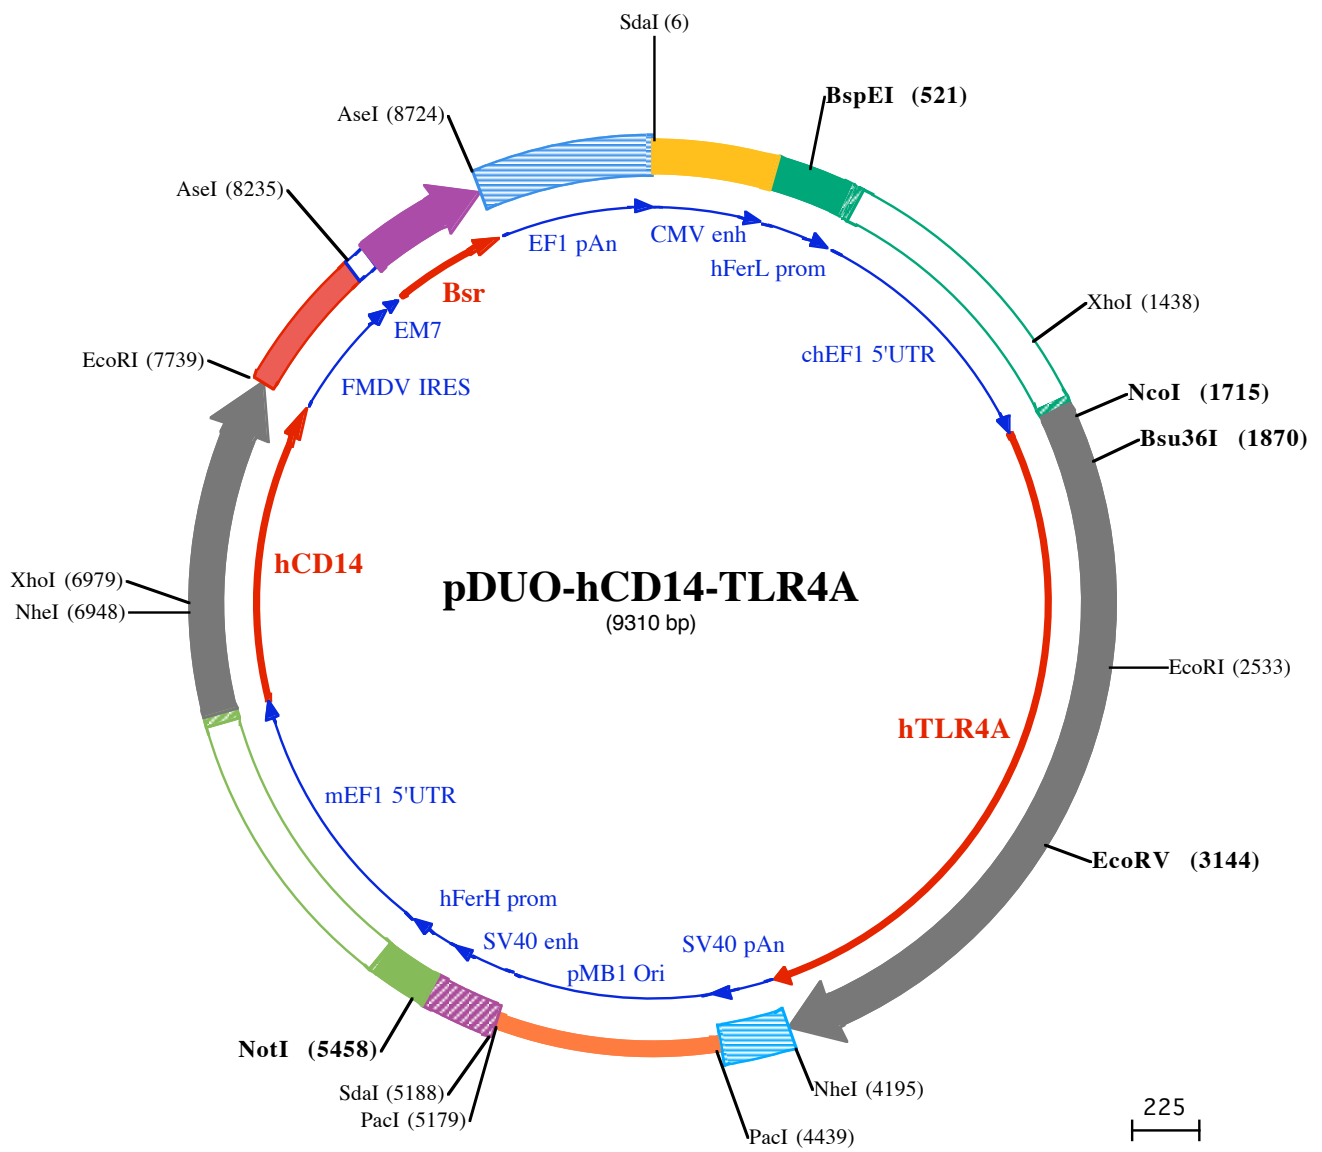 SdaI (6)
BspEI (521)
AseI (8724)
AseI (8235)
EF1 pAn
CMV enh
hFerL prom
Bsr
EM7
XhoI (1438)
chEF1 5'UTR
EcoRI (7739)
FMDV IRES
NcoI (1715)
Bsu36I (1870)
hCD14
XhoI (6979)
NheI (6948)
pDUO-hCD14-TLR4A
(9310 bp)
EcoRI (2533)
hTLR4A
mEF1 5'UTR
EcoRV (3144)
hFerH prom
SV40 enh
SV40 pAn
pMB1 Ori
NotI (5458)
SdaI (5188)
PacI (5179)
NheI (4195)
PacI (4439)
225